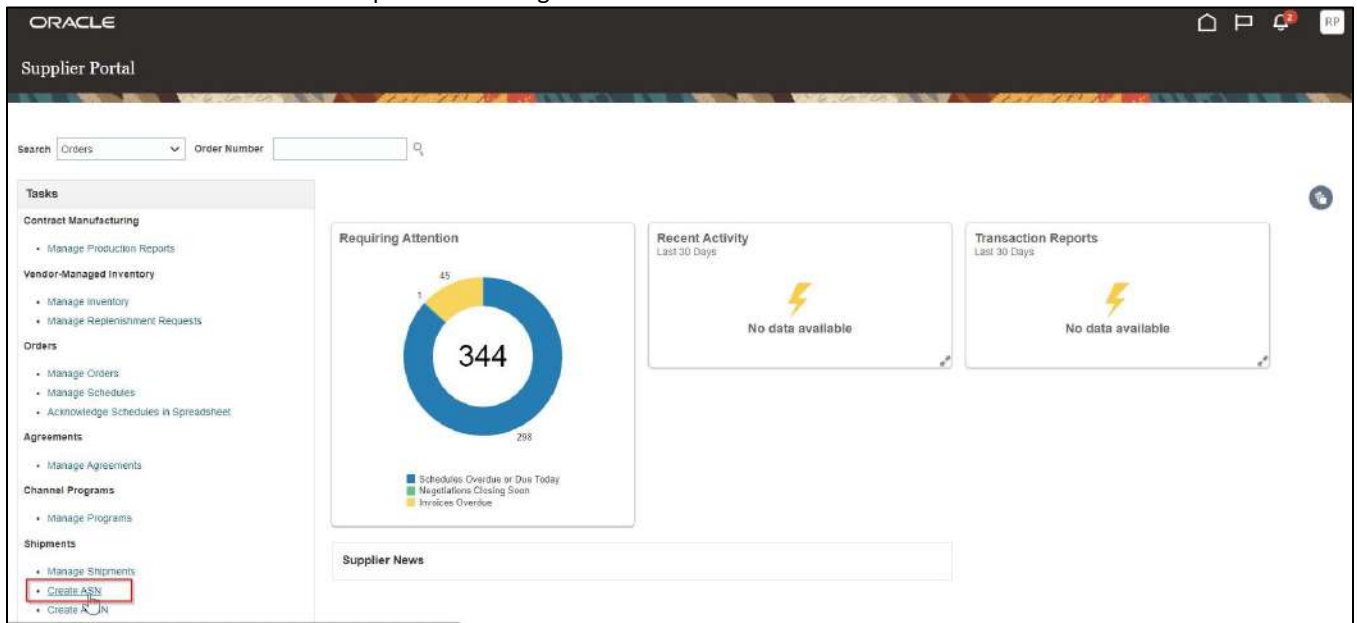 ORACLE
2
RP
Supplier Portal
Search Orders Order Number
Tasks
Contract Manufacturing
• Manage Production Reports
Vendor-Managed Inventory
• Manage Inventory
• Manage Replenishment Requests
Orders
• Manage Orders
• Manage Schedules
• Acknowledge Schedules in Spreadsheet
Agreements
• Manage Agreements
Channel Programs
• Manage Programs
Shipments
• Manage Shipments
• Create ASN
• Create
Requiring Attention
45
1
344
298
Schedules Overdue or Due Today
Negotiations Closing Soon
Invoices Overdue
Recent Activity
Last 30 Days
No data available
Transaction Reports
Last 30 Days
No data available
Supplier News